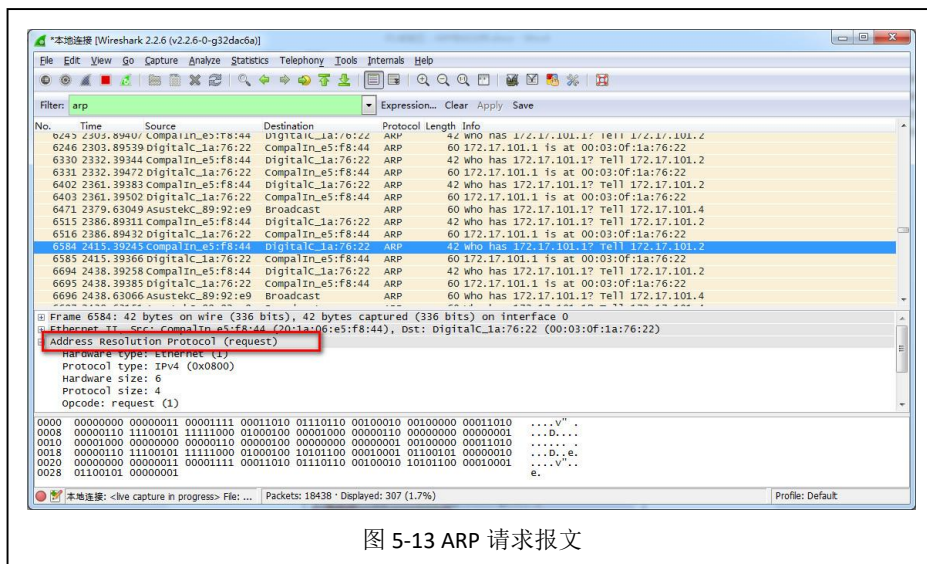 *本地连接 [Wireshark 2.2.6 (v2.2.6-0-g32dac6a)]
File Edit View Go Capture Analyze Statistics Telephony Tools Internals Help
Filter: arp Expression... Clear Apply Save
No. Time Source Destination Protocol Length Info
6245 2303.89407 CompalIn_e5:f8:44 DigitalC_1a:76:22 ARP 42 who has 172.17.101.1? Tell 172.17.101.2
6246 2303.89539 DigitalC_1a:76:22 CompalIn_e5:f8:44 ARP 60 172.17.101.1 is at 00:03:0f:1a:76:22
6330 2332.39344 CompalIn_e5:f8:44 DigitalC_1a:76:22 ARP 42 who has 172.17.101.1? Tell 172.17.101.2
6331 2332.39472 DigitalC_1a:76:22 CompalIn_e5:f8:44 ARP 60 172.17.101.1 is at 00:03:0f:1a:76:22
6402 2361.39383 CompalIn_e5:f8:44 DigitalC_1a:76:22 ARP 42 who has 172.17.101.1? Tell 172.17.101.2
6403 2361.39502 DigitalC_1a:76:22 CompalIn_e5:f8:44 ARP 60 172.17.101.1 is at 00:03:0f:1a:76:22
6471 2379.63049 AsustekC_89:92:e9 Broadcast ARP 60 who has 172.17.101.1? Tell 172.17.101.4
6515 2386.89311 CompalIn_e5:f8:44 DigitalC_1a:76:22 ARP 42 who has 172.17.101.1? Tell 172.17.101.2
6516 2386.89432 DigitalC_1a:76:22 CompalIn_e5:f8:44 ARP 60 172.17.101.1 is at 00:03:0f:1a:76:22
6584 2415.39245 CompalIn_e5:f8:44 DigitalC_1a:76:22 ARP 42 who has 172.17.101.1? Tell 172.17.101.2
6585 2415.39366 DigitalC_1a:76:22 CompalIn_e5:f8:44 ARP 60 172.17.101.1 is at 00:03:0f:1a:76:22
6694 2438.39258 CompalIn_e5:f8:44 DigitalC_1a:76:22 ARP 42 who has 172.17.101.1? Tell 172.17.101.2
6695 2438.39385 DigitalC_1a:76:22 CompalIn_e5:f8:44 ARP 60 172.17.101.1 is at 00:03:0f:1a:76:22
6696 2438.63066 AsustekC_89:92:e9 Broadcast ARP 60 who has 172.17.101.1? Tell 172.17.101.4
Frame 6584: 42 bytes on wire (336 bits), 42 bytes captured (336 bits) on interface 0
Ethernet II, Src: CompalIn_e5:f8:44 (20:1a:06:e5:f8:44), Dst: DigitalC_1a:76:22 (00:03:0f:1a:76:22)
Address Resolution Protocol (request)
Hardware type: Ethernet (1)
Protocol type: IPv4 (0x0800)
Hardware size: 6
Protocol size: 4
Opcode: request (1)
0000 00000000 00000011 00001111 00011010 01110110 00100010 00100000 00011010 ....v" .
0008 00000110 11100101 11111000 01000100 00001000 00000110 00000000 00000001 ...D....
0010 00001000 00000000 00000110 00000100 00000000 00000001 00100000 00011010 ...... .
0018 00000110 11100101 11111000 01000100 10101100 00010001 01100101 00000010 ...D..e.
0020 00000000 00000011 00001111 00011010 01110110 00100010 10101100 00010001 ....v"..
0028 01100101 00000001 e.
本地连接: <live capture in progress> File: ... Packets: 18438 · Displayed: 307 (1.7%) Profile: Default
图 5-13 ARP 请求报文